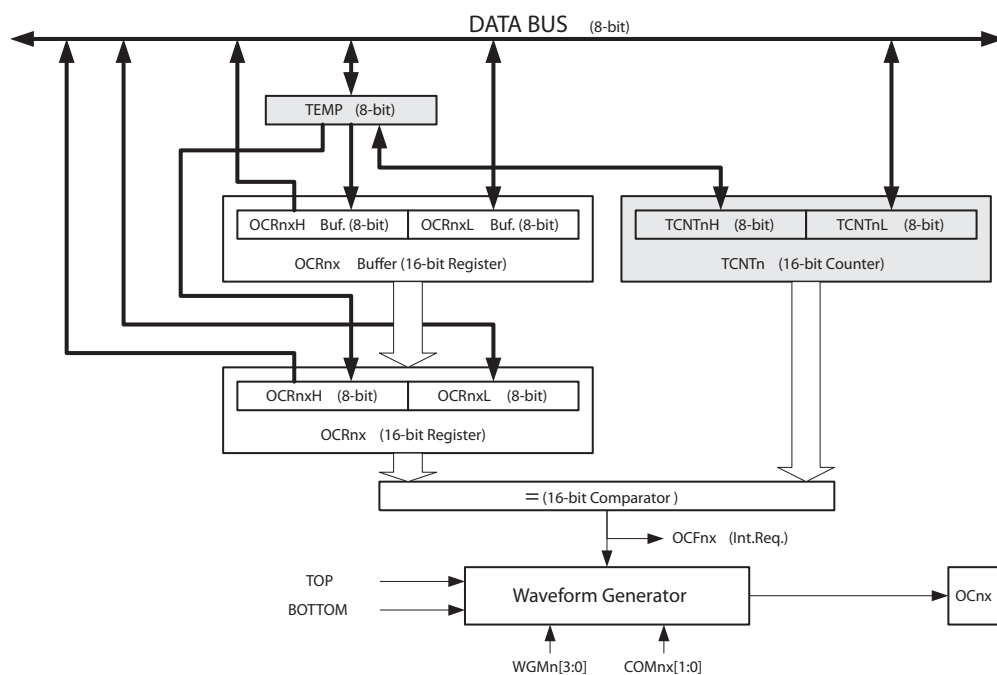 DATA BUS (8-bit)
TEMP (8-bit)
OCRnxH Buf. (8-bit) OCRnxL Buf. (8-bit)
TCNTnH (8-bit) TCNTnL (8-bit)
OCRnx Buffer (16-bit Register)
TCNTn (16-bit Counter)
OCRnxH (8-bit) OCRnxL (8-bit)
OCRnx (16-bit Register)
= (16-bit Comparator )
OCFnx (Int.Req.)
TOP
BOTTOM
Waveform Generator
OCnx
WGMn[3:0] COMnx[1:0]